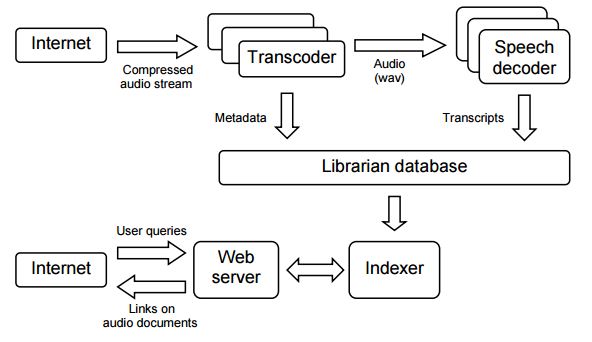 Internet
Compressed
audio stream
Transcoder
Audio
(wav)
Speech
decoder
Metadata
Transcripts
Librarian database
User queries
Internet
Web
server
Indexer
Links on
audio documents